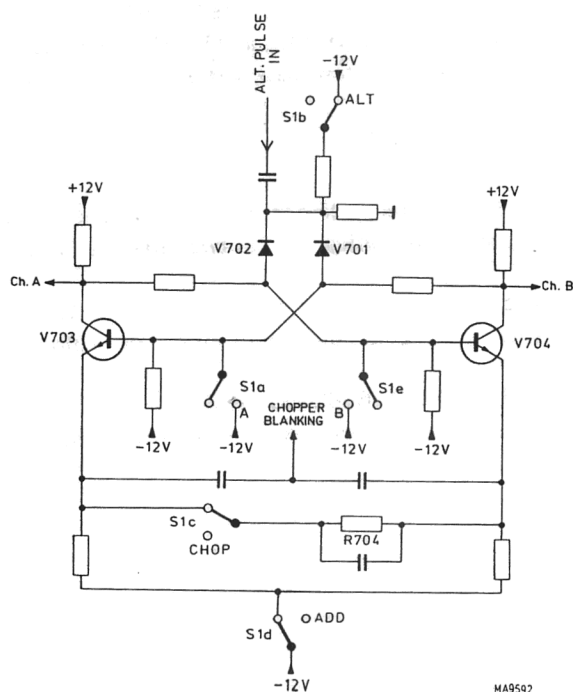 ALT. PULSE
IN
-12V
ALT
S1b
+12V
+12V
V702
V701
Ch. A
Ch. B
V703
V704
S1a
S1e
A
CHOPPER
BLANKING
B
-12V
-12V
-12V
-12V
S1c
CHOP
R704
S1d
ADD
-12V
MA9592